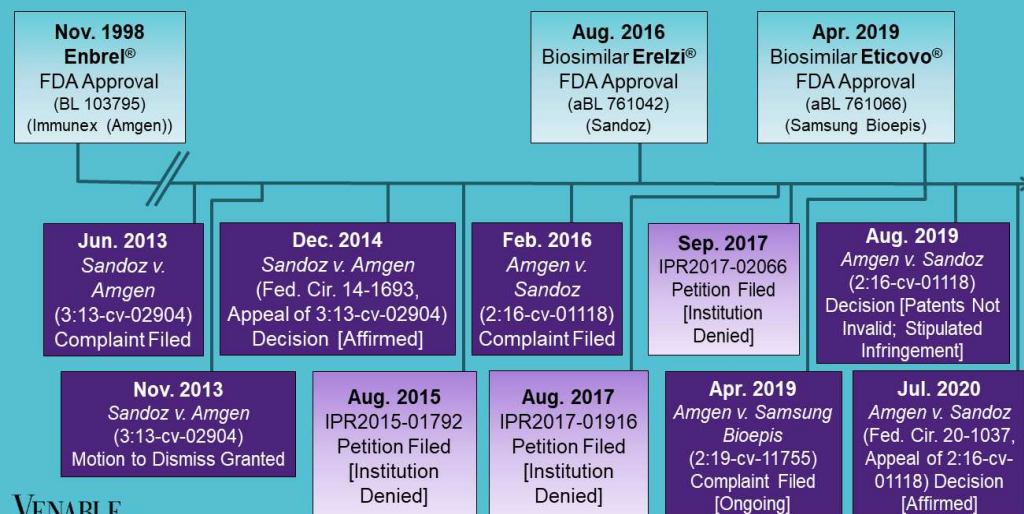 Nov. 1998
Enbrel®
FDA Approval
(BL 103795)
(Immunex (Amgen))
Aug. 2016
Biosimilar Erelzi®
FDA Approval
(aBL 761042)
(Sandoz)
Apr. 2019
Biosimilar Eticovo®
FDA Approval
(aBL 761066)
(Samsung Bioepis)
Jun. 2013
Sandoz v.
Amgen
(3:13-cv-02904)
Complaint Filed
Dec. 2014
Sandoz v. Amgen
(Fed. Cir. 14-1693,
Appeal of 3:13-cv-02904)
Decision [Affirmed]
Feb. 2016
Amgen v.
Sandoz
(2:16-cv-01118)
Complaint Filed
Sep. 2017
IPR2017-02066
Petition Filed
[Institution
Denied]
Aug. 2019
Amgen v. Sandoz
(2:16-cv-01118)
Decision [Patents Not
Invalid; Stipulated
Infringement]
Nov. 2013
Sandoz v. Amgen
(3:13-cv-02904)
Motion to Dismiss Granted
Aug. 2015
IPR2015-01792
Petition Filed
[Institution
Denied]
Aug. 2017
IPR2017-01916
Petition Filed
[Institution
Denied]
Apr. 2019
Amgen v. Samsung
Bioepis
(2:19-cv-11755)
Complaint Filed
[Ongoing]
Jul. 2020
Amgen v. Sandoz
(Fed. Cir. 20-1037,
Appeal of 2:16-cv-
01118) Decision
[Affirmed]
VENABLE